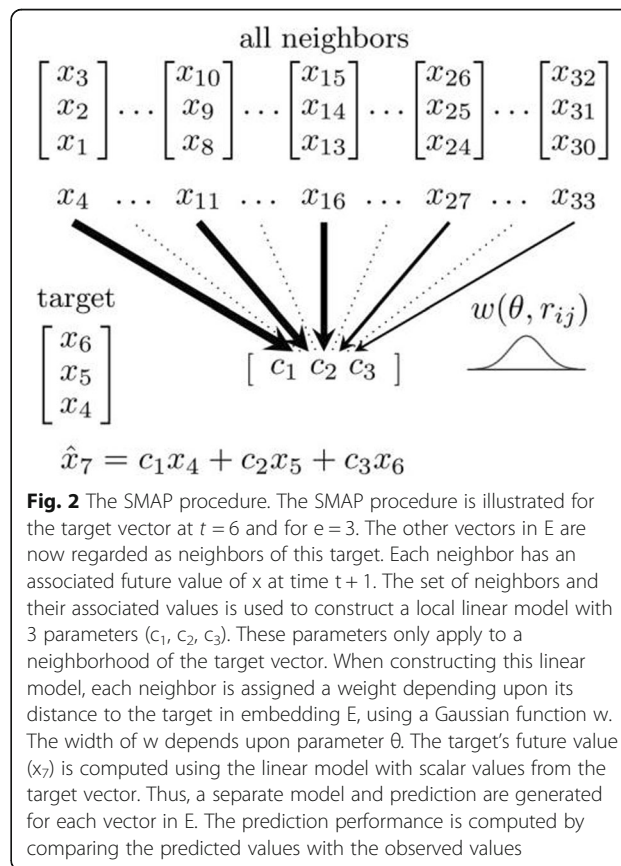 all neighbors
[x₃ x₂ x₁] ... [x₁₀ x₉ x₈] ... [x₁₅ x₁₄ x₁₃] ... [x₂₆ x₂₅ x₂₄] ... [x₃₂ x₃₁ x₃₀]
x₄ ... x₁₁ ... x₁₆ ... x₂₇ ... x₃₃
target
[x₆ x₅ x₄]
w(θ, rᵢⱼ)
[ c₁ c₂ c₃ ]
x̂₇ = c₁x₄ + c₂x₅ + c₃x₆
Fig. 2 The SMAP procedure. The SMAP procedure is illustrated for
the target vector at t = 6 and for e = 3. The other vectors in E are
now regarded as neighbors of this target. Each neighbor has an
associated future value of x at time t + 1. The set of neighbors and
their associated values is used to construct a local linear model with
3 parameters (c₁, c₂, c₃). These parameters only apply to a
neighborhood of the target vector. When constructing this linear
model, each neighbor is assigned a weight depending upon its
distance to the target in embedding E, using a Gaussian function w.
The width of w depends upon parameter θ. The target's future value
(x₇) is computed using the linear model with scalar values from the
target vector. Thus, a separate model and prediction are generated
for each vector in E. The prediction performance is computed by
comparing the predicted values with the observed values